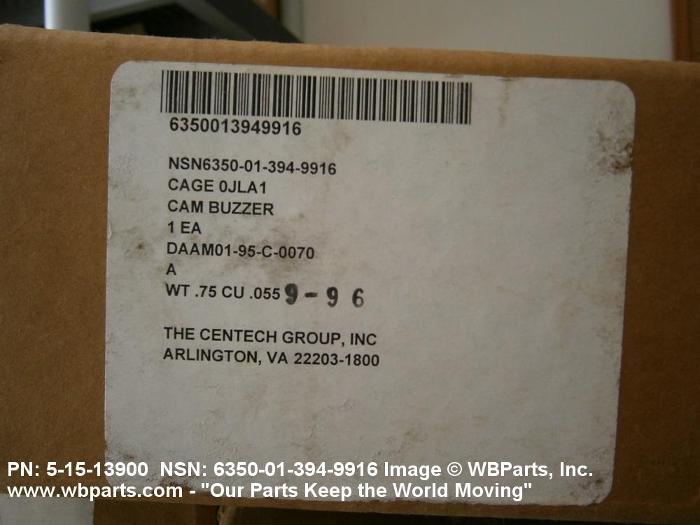 6350013949916
NSN6350-01-394-9916
CAGE 0JLA1
CAM BUZZER
1 EA
DAAM01-95-C-0070
A
WT .75 CU .055 9-96
THE CENTECH GROUP, INC
ARLINGTON, VA 22203-1800
PN: 5-15-13900 NSN: 6350-01-394-9916 Image © WBParts, Inc.
www.wbparts.com - "Our Parts Keep the World Moving"